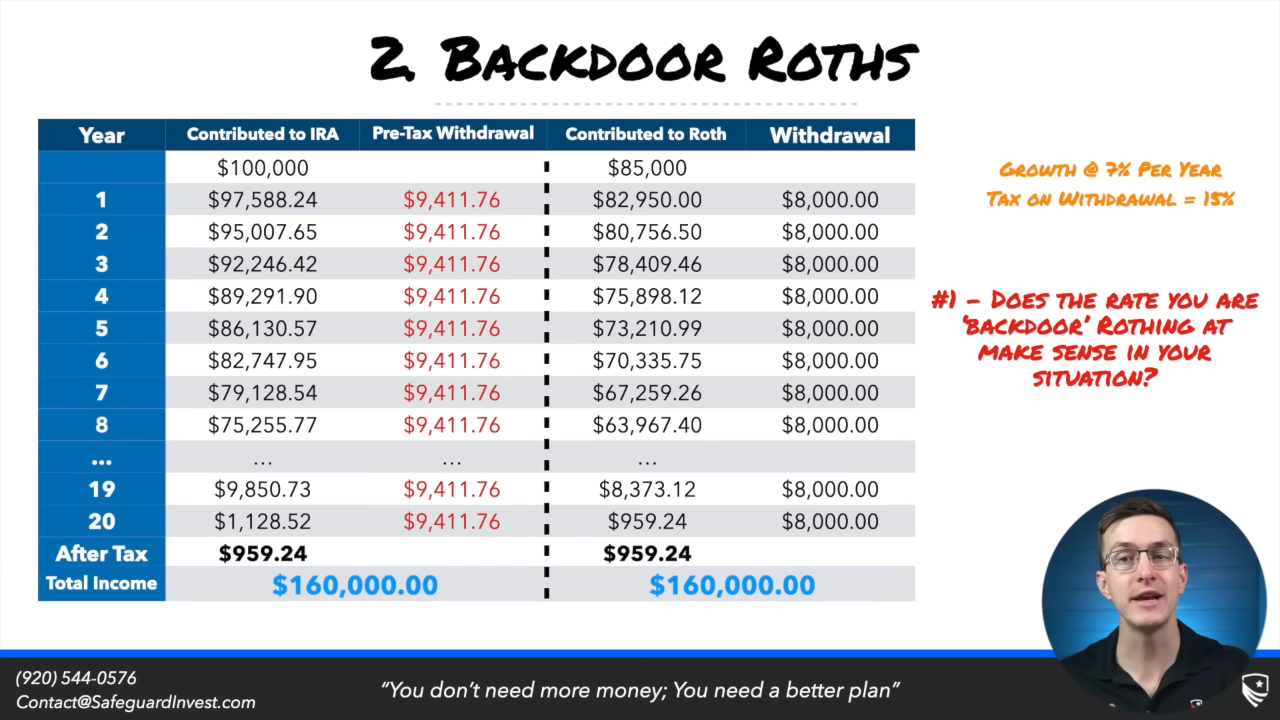 2. Backdoor Roths
Year Contributed to IRA Pre-Tax Withdrawal Contributed to Roth Withdrawal
$100,000 $85,000
1 $97,588.24 $9,411.76 $82,950.00 $8,000.00
2 $95,007.65 $9,411.76 $80,756.50 $8,000.00
3 $92,246.42 $9,411.76 $78,409.46 $8,000.00
4 $89,291.90 $9,411.76 $75,898.12 $8,000.00
5 $86,130.57 $9,411.76 $73,210.99 $8,000.00
6 $82,747.95 $9,411.76 $70,335.75 $8,000.00
7 $79,128.54 $9,411.76 $67,259.26 $8,000.00
8 $75,255.77 $9,411.76 $63,967.40 $8,000.00
... ... ... ...
19 $9,850.73 $9,411.76 $8,373.12 $8,000.00
20 $1,128.52 $9,411.76 $959.24 $8,000.00
After Tax $959.24 $959.24
Total Income $160,000.00 $160,000.00
Growth @ 7% Per Year
Tax on Withdrawal = 15%
#1 – Does the rate you are
'backdoor' Rothing at
make sense in your
situation?
(920) 544-0576
Contact@SafeguardInvest.com
"You don't need more money; You need a better plan"